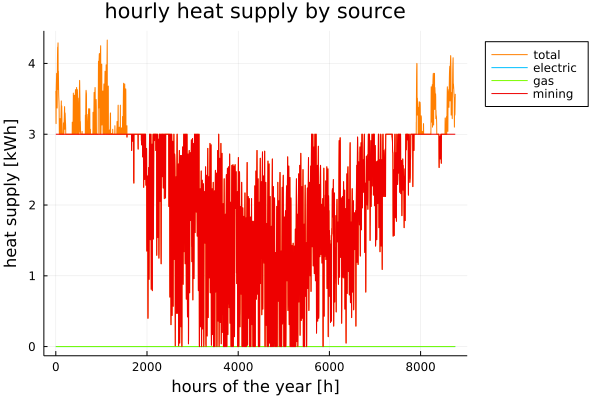 hourly heat supply by source
heat supply [kWh]
4
3
2
1
0
0 2000 4000 6000 8000
hours of the year [h]
total
electric
gas
mining